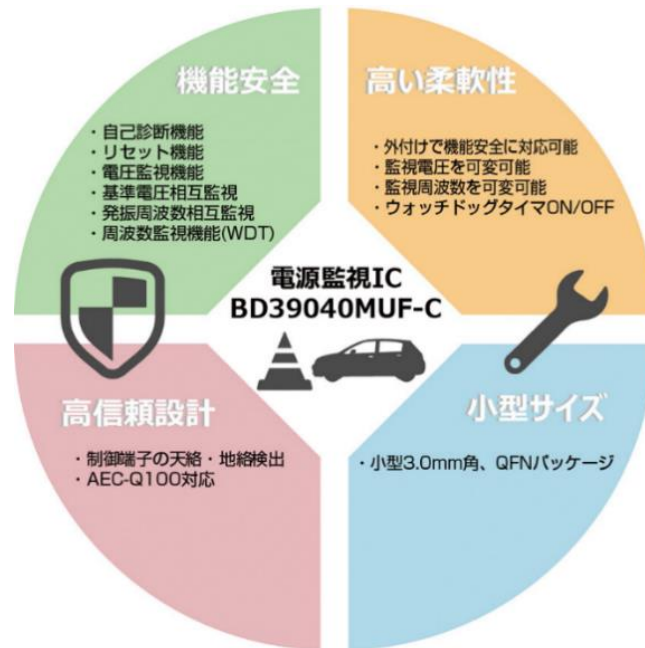 機能安全
・自己診断機能
・リセット機能
・電圧監視機能
・基準電圧相互監視
・発振周波数相互監視
・周波数監視機能(WDT)
高い柔軟性
・外付けで機能安全に対応可能
・監視電圧を可変可能
・監視周波数を可変可能
・ウォッチドッグタイマON/OFF
電源監視IC
BD39040MUF-C
高信頼設計
・制御端子の天絡・地絡検出
・AEC-Q100対応
小型サイズ
・小型3.0mm角、QFNパッケージ